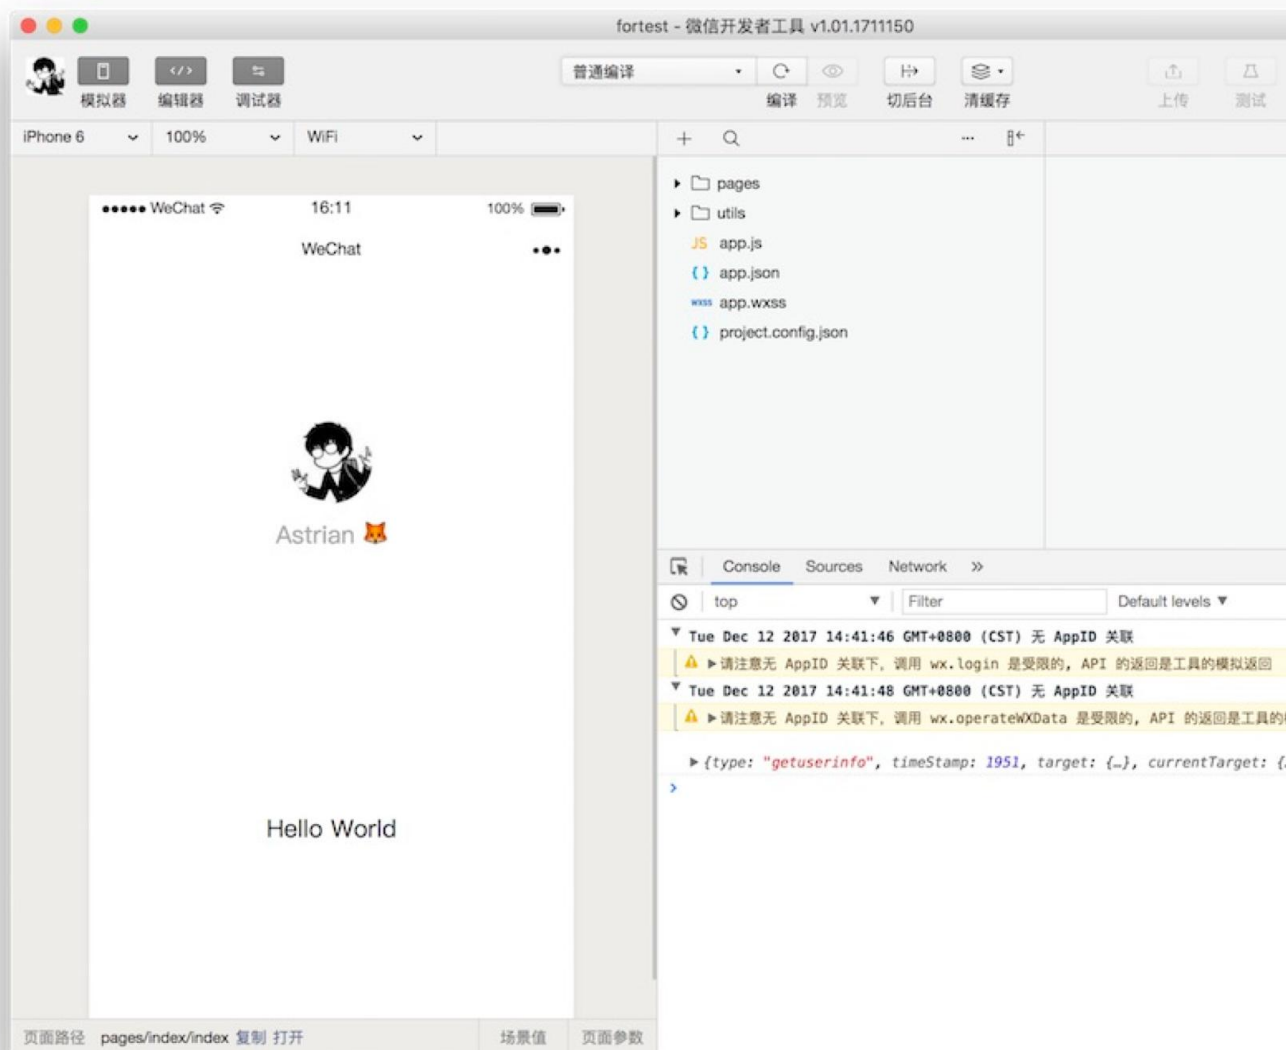 fortest - 微信开发者工具 v1.01.1711150
模拟器 编辑器 调试器
普通编译
编译 预览 切后台 清缓存 上传 测试
iPhone 6 100% WiFi
WeChat 16:11 100%
WeChat
Astrian
Hello World
页面路径 pages/index/index 复制 打开 场景值 页面参数
pages
utils
JS app.js
{ } app.json
wxss app.wxss
{ } project.config.json
Console Sources Network »
top Filter Default levels
Tue Dec 12 2017 14:41:46 GMT+0800 (CST) 无 AppID 关联
请注意无 AppID 关联下，调用 wx.login 是受限的, API 的返回是工具的模拟返回
Tue Dec 12 2017 14:41:48 GMT+0800 (CST) 无 AppID 关联
请注意无 AppID 关联下，调用 wx.operateWXData 是受限的, API 的返回是工具的
{type: "getuserinfo", timeStamp: 1951, target: {…}, currentTarget: {